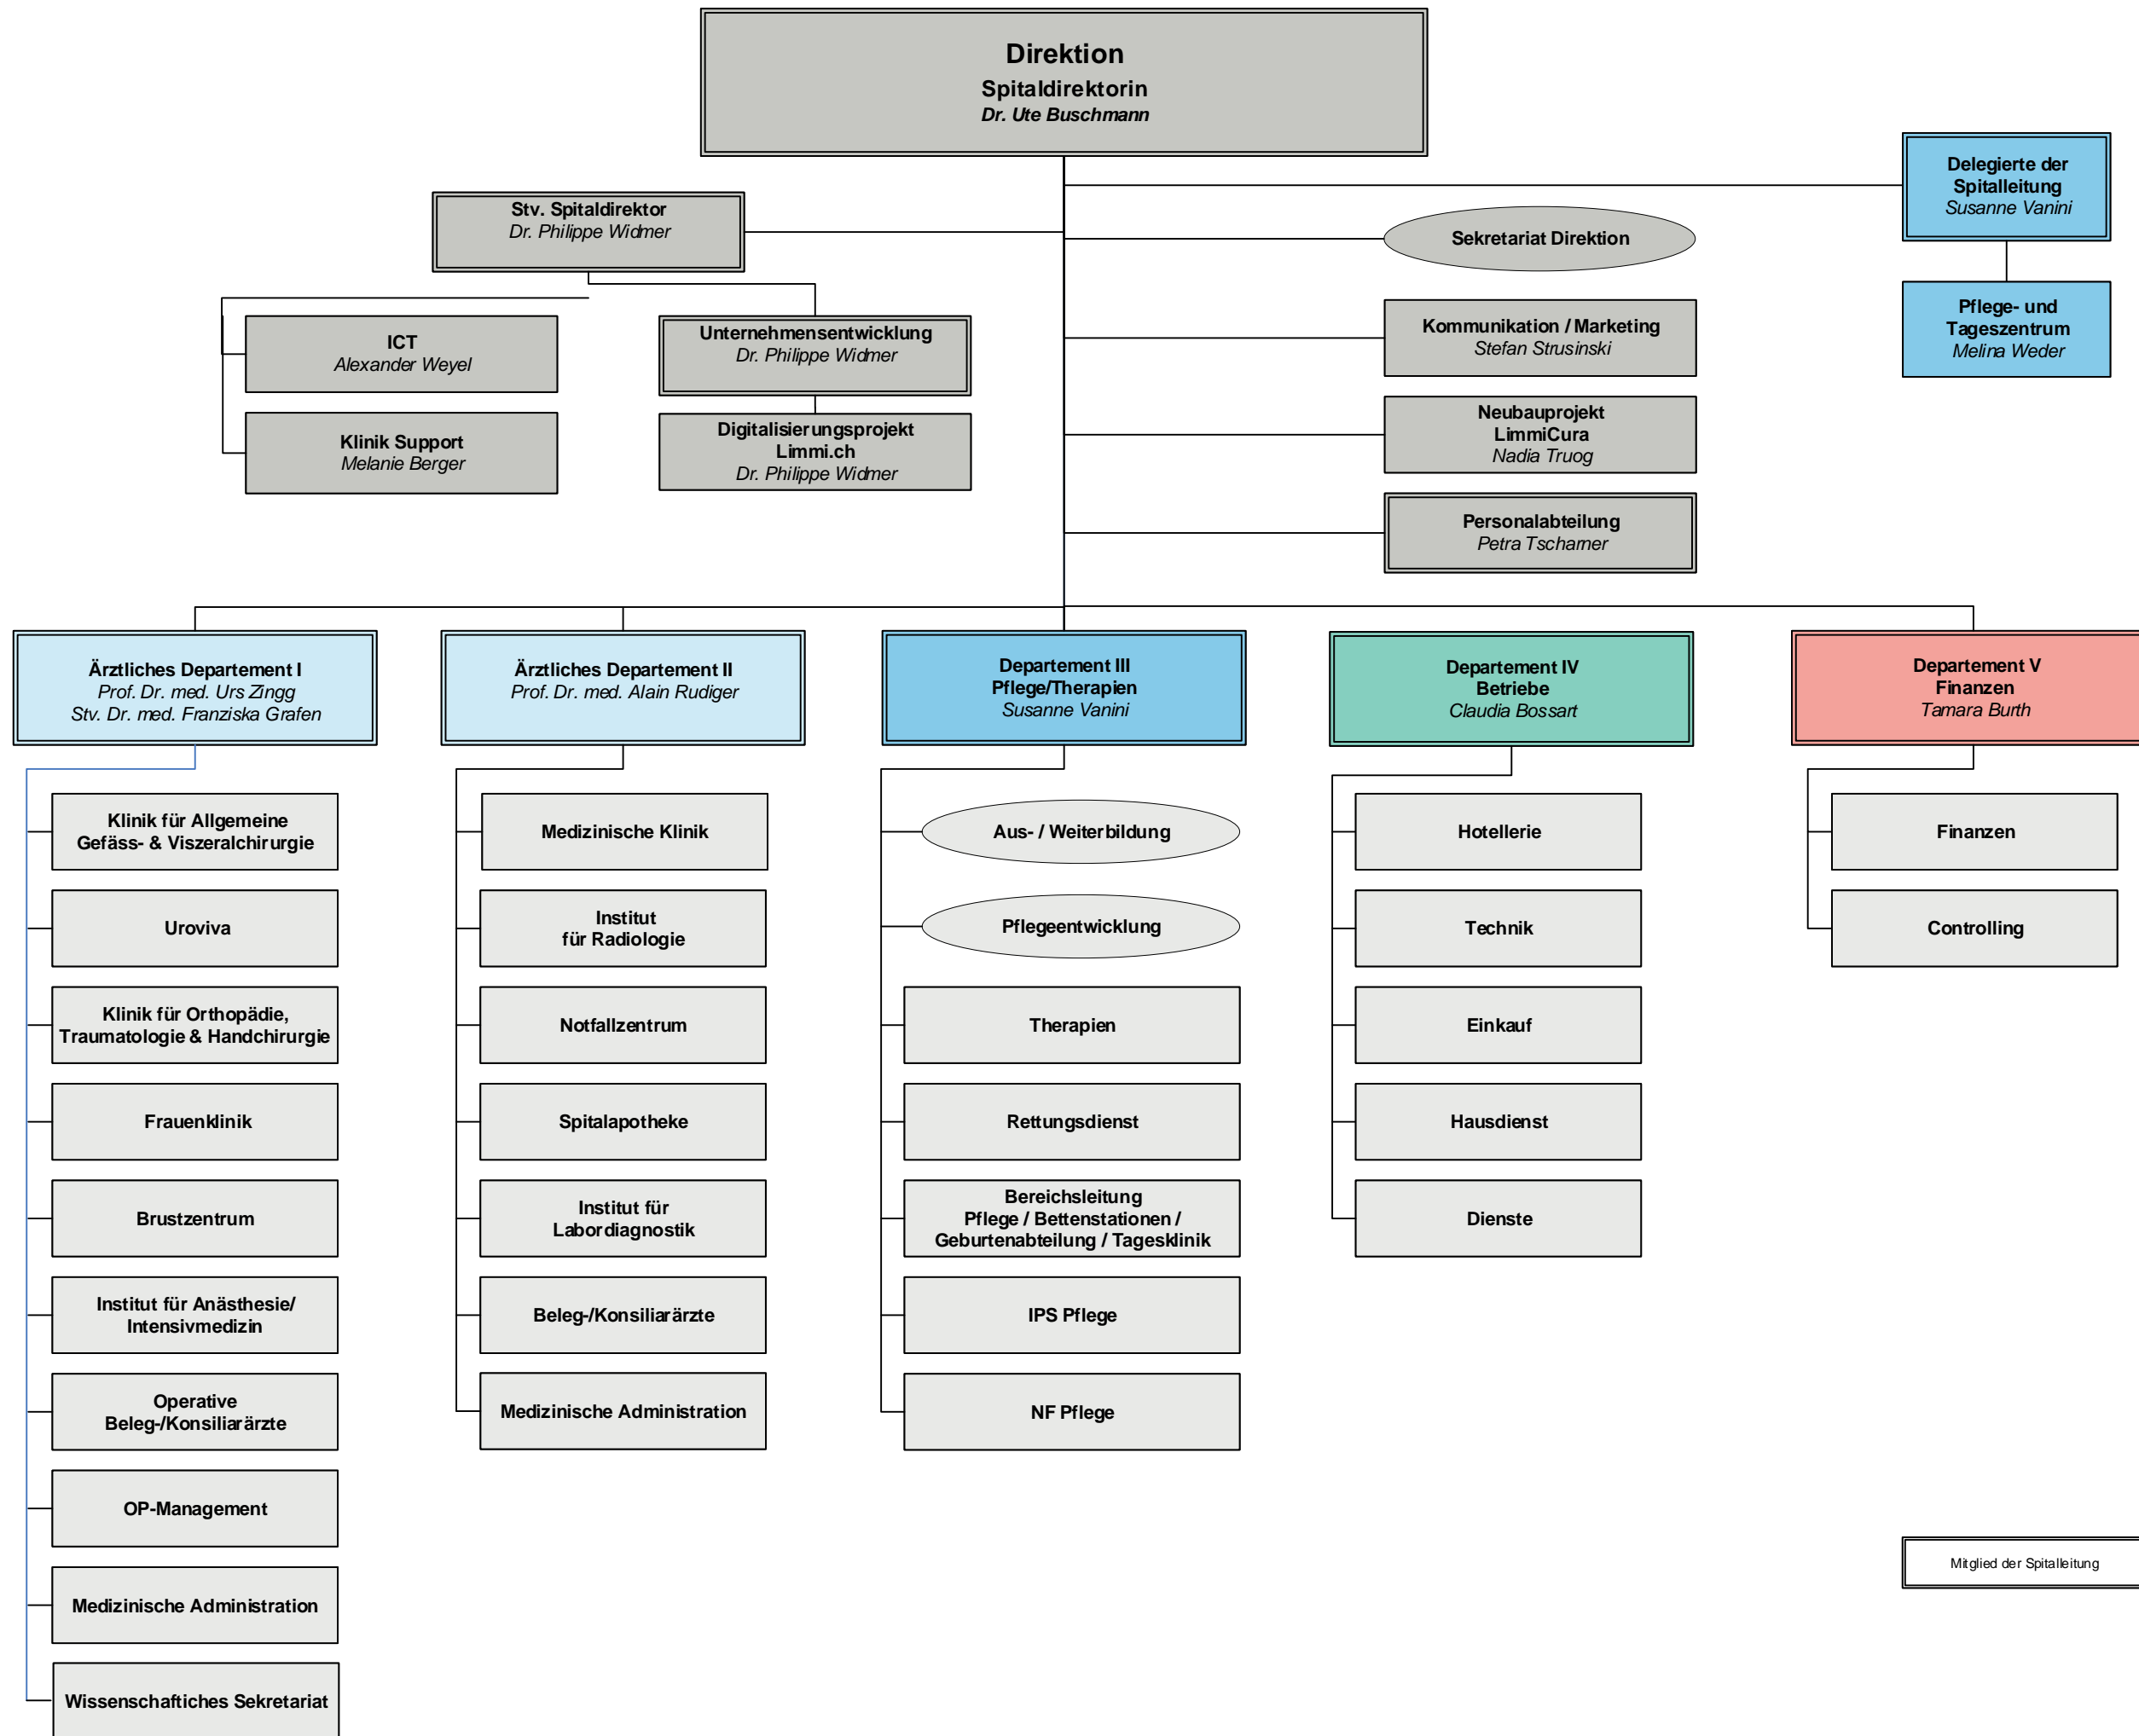 Direktion
Spitaldirektorin
Dr. Ute Buschmann
Delegierte der
Spitalleitung
Susanne Vanini
Stv. Spitaldirektor
Dr. Philippe Widmer
Sekretariat Direktion
Pflege- und
Tageszentrum
Melina Weder
ICT
Alexander Weyel
Unternehmensentwicklung
Dr. Philippe Widmer
Kommunikation / Marketing
Stefan Strusinski
Klinik Support
Melanie Berger
Digitalisierungsprojekt
Limmi.ch
Dr. Philippe Widmer
Neubauprojekt
LimmiCura
Nadia Truog
Personalabteilung
Petra Tscharner
Ärztliches Departement I
Prof. Dr. med. Urs Zingg
Stv. Dr. med. Franziska Grafen
Ärztliches Departement II
Prof. Dr. med. Alain Rudiger
Departement III
Pflege/Therapien
Susanne Vanini
Departement IV
Betriebe
Claudia Bossart
Departement V
Finanzen
Tamara Burth
Klinik für Allgemeine
Gefäss- & Viszeralchirurgie
Uroviva
Klinik für Orthopädie,
Traumatologie & Handchirurgie
Frauenklinik
Brustzentrum
Institut für Anästhesie/
Intensivmedizin
Operative
Beleg-/Konsiliarärzte
OP-Management
Medizinische Administration
Wissenschaftiches Sekretariat
Medizinische Klinik
Institut
für Radiologie
Notfallzentrum
Spitalapotheke
Institut für
Labordiagnostik
Beleg-/Konsiliarärzte
Medizinische Administration
Aus- / Weiterbildung
Pflegeentwicklung
Therapien
Rettungsdienst
Bereichsleitung
Pflege / Bettenstationen /
Geburtenabteilung / Tagesklinik
IPS Pflege
NF Pflege
Hotellerie
Technik
Einkauf
Hausdienst
Dienste
Finanzen
Controlling
Mitglied der Spitalleitung